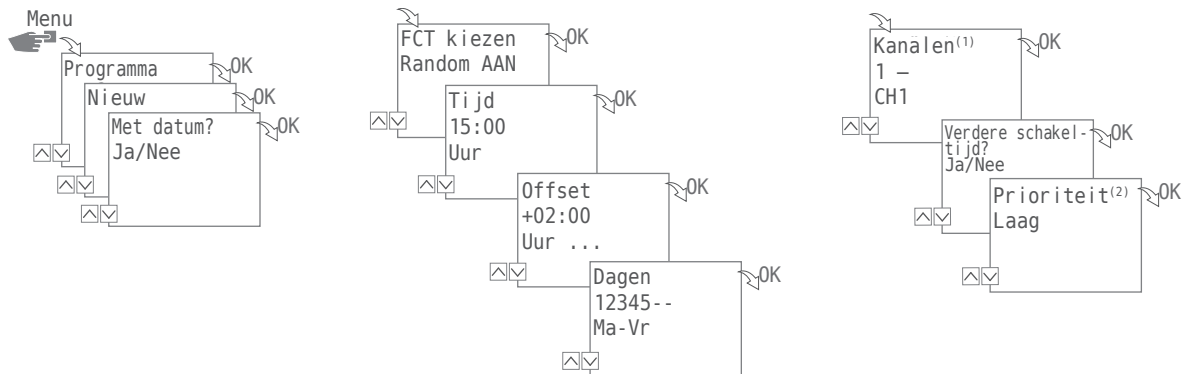 Menu
Programma
OK
Nieuw
OK
Met datum?
OK
Ja/Nee
FCT kiezen
OK
Random AAN
Tijd
OK
15:00
Uur
Offset
OK
+02:00
Uur ...
Dagen
OK
12345--
Ma-Vr
Kanalen(1)
OK
1 –
CH1
Verdere schakel-
OK
tijd?
Ja/Nee
Prioriteit(2)
OK
Laag